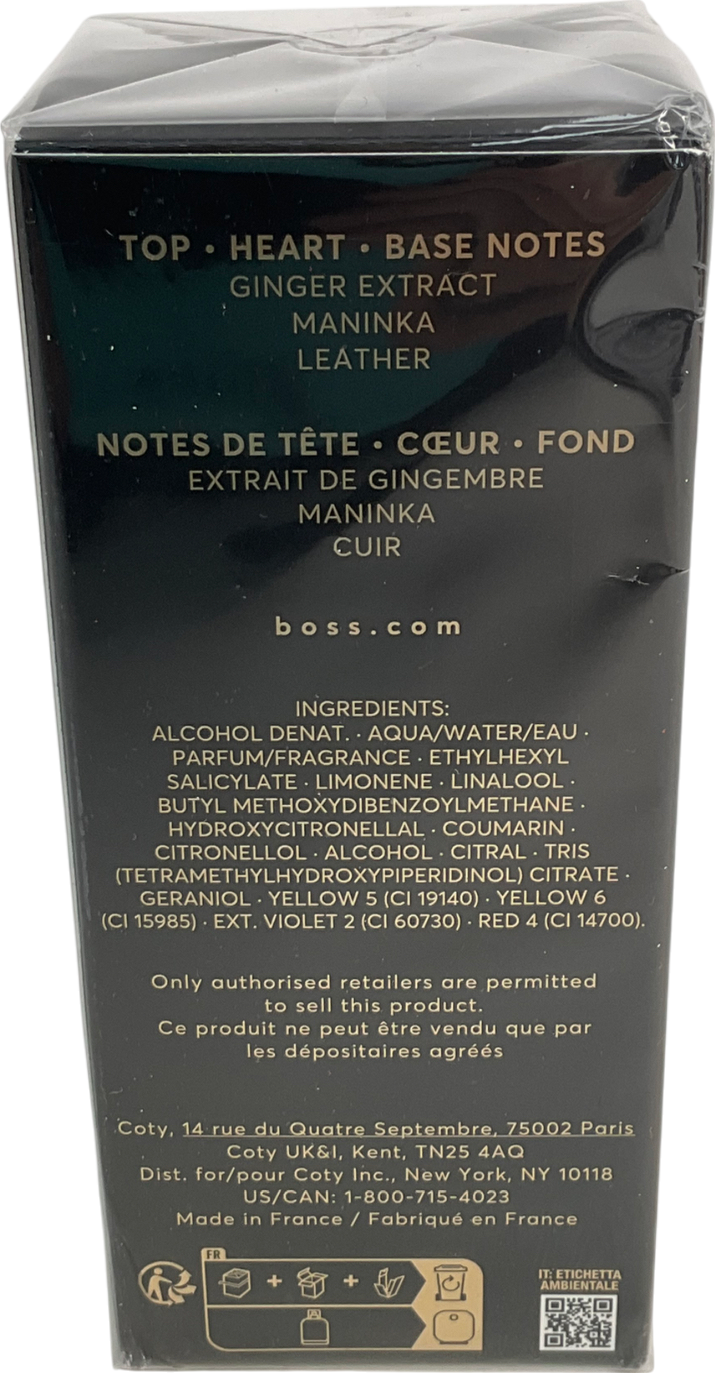 TOP • HEART • BASE NOTES
GINGER EXTRACT
MANINKA
LEATHER
NOTES DE TÊTE • CŒUR • FOND
EXTRAIT DE GINGEMBRE
MANINKA
CUIR
boss.com
INGREDIENTS:
ALCOHOL DENAT. · AQUA/WATER/EAU ·
PARFUM/FRAGRANCE · ETHYLHEXYL
SALICYLATE · LIMONENE · LINALOOL ·
BUTYL METHOXYDIBENZOYLMETHANE ·
HYDROXYCITRONELLAL · COUMARIN ·
CITRONELLOL · ALCOHOL · CITRAL · TRIS
(TETRAMETHYLHYDROXYPIPERIDINOL) CITRATE ·
GERANIOL · YELLOW 5 (CI 19140) · YELLOW 6
(CI 15985) · EXT. VIOLET 2 (CI 60730) · RED 4 (CI 14700).
Only authorised retailers are permitted
to sell this product.
Ce produit ne peut être vendu que par
les dépositaires agréés
Coty, 14 rue du Quatre Septembre, 75002 Paris
Coty UK&I, Kent, TN25 4AQ
Dist. for/pour Coty Inc., New York, NY 10118
US/CAN: 1-800-715-4023
Made in France / Fabriqué en France
FR
IT: ETICHETTA
AMBIENTALE